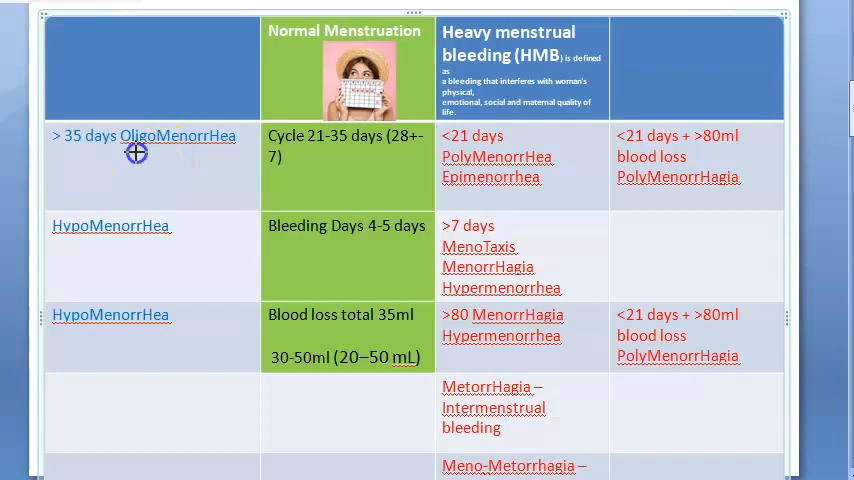 Normal Menstruation
Heavy menstrual
bleeding (HMB) is defined
as
a bleeding that interferes with woman's
physical,
emotional, social and maternal quality of
life.
> 35 days OligoMenorrHea
Cycle 21-35 days (28+-
7)
<21 days
PolyMenorrHea
Epimenorrhea
<21 days + >80ml
blood loss
PolyMenorrHagia
HypoMenorrHea
Bleeding Days 4-5 days
>7 days
MenoTaxis
MenorrHagia
Hypermenorrhea
HypoMenorrHea
Blood loss total 35ml
30-50ml (20–50 mL)
>80 MenorrHagia
Hypermenorrhea
<21 days + >80ml
blood loss
PolyMenorrHagia
MetorrHagia –
Intermenstrual
bleeding
Meno-Metorrhagia –